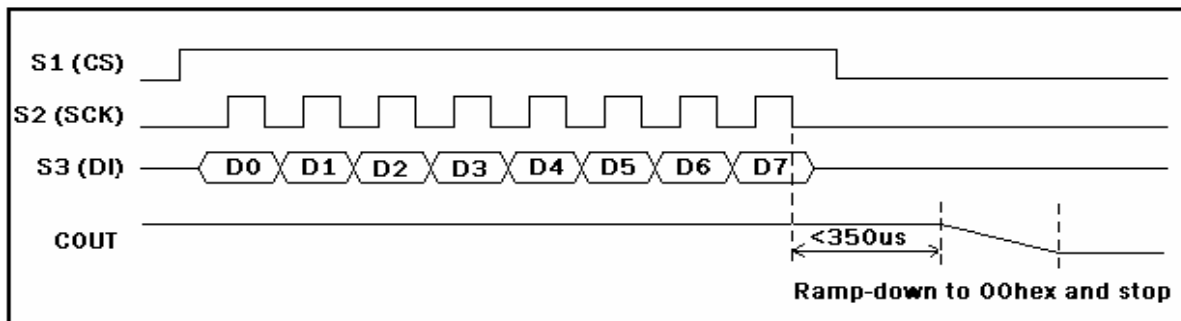 S1 (CS)
S2 (SCK)
S3 (DI)
D0 D1 D2 D3 D4 D5 D6 D7
COUT
<350us
Ramp-down to 00hex and stop